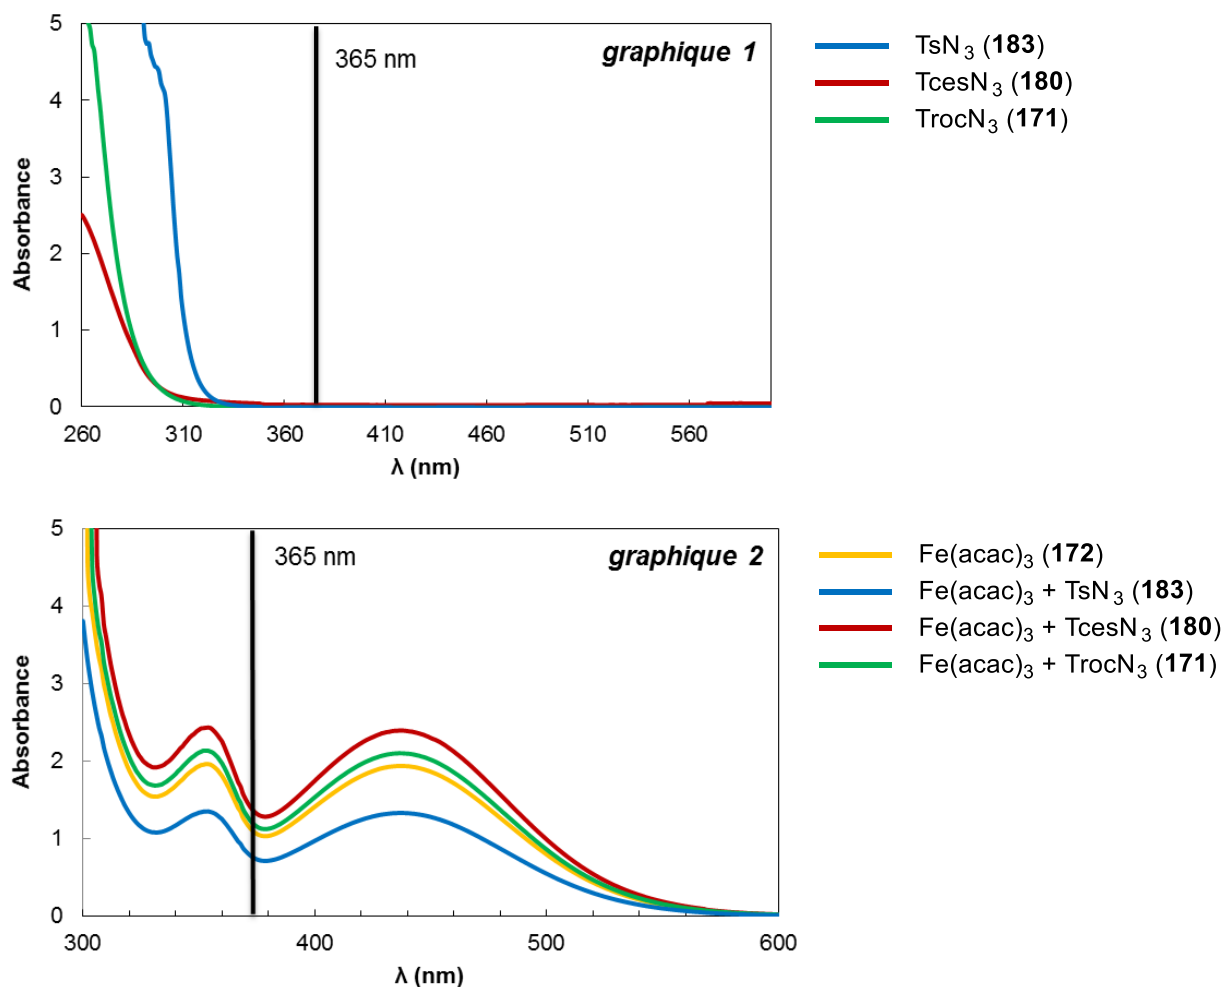 5
4
3
2
1
0
Absorbance
365 nm
graphique 1
260 310 360 410 460 510 560
λ (nm)
TsN3 (183)
TcesN3 (180)
TrocN3 (171)
5
4
3
2
1
0
Absorbance
365 nm
graphique 2
300 400 500 600
λ (nm)
Fe(acac)3 (172)
Fe(acac)3 + TsN3 (183)
Fe(acac)3 + TcesN3 (180)
Fe(acac)3 + TrocN3 (171)